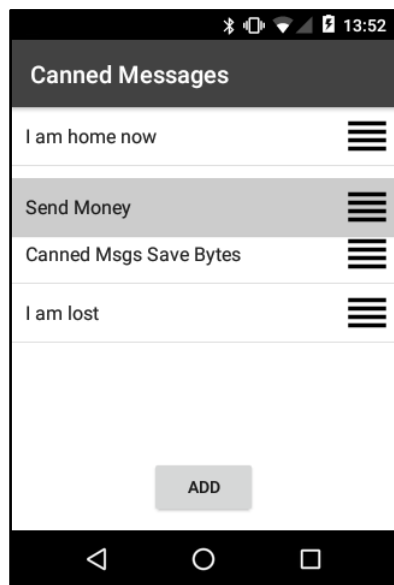 13:52
Canned Messages
I am home now
Send Money
Canned Msgs Save Bytes
I am lost
ADD